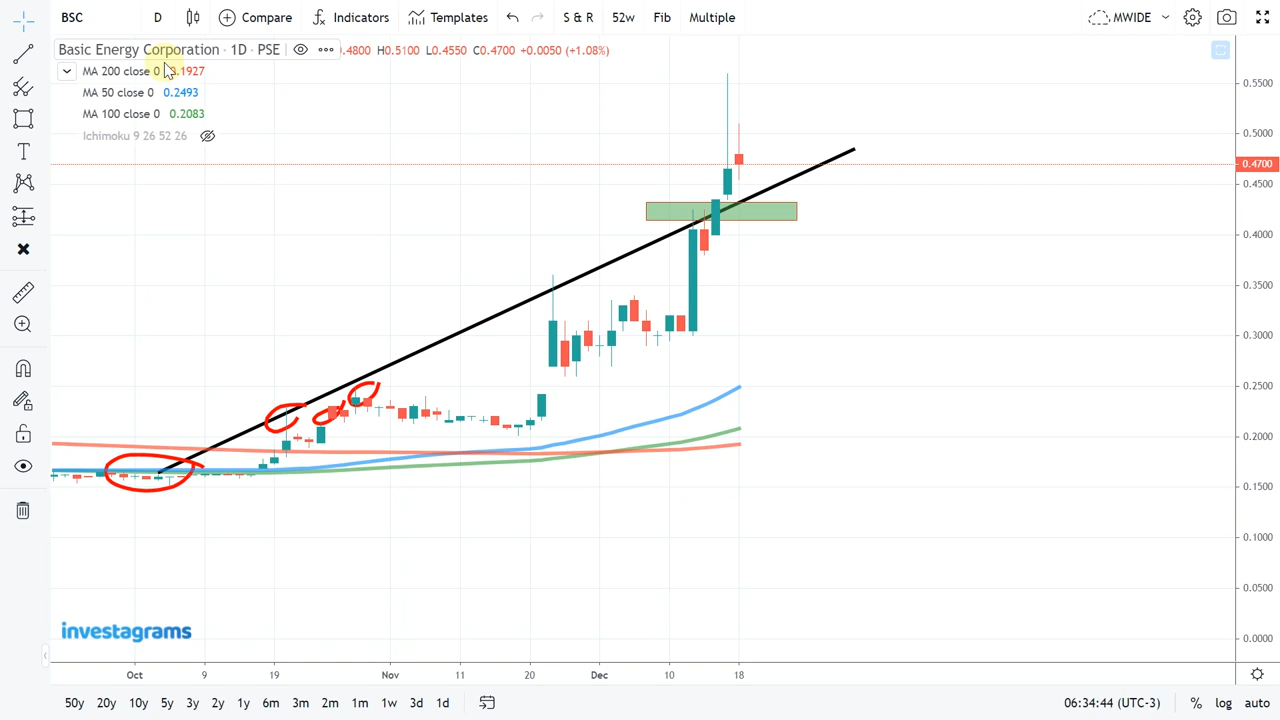 BSC D Compare Indicators Templates S & R 52w Fib Multiple MWIDE
Basic Energy Corporation · 1D · PSE .4800 H0.5100 L0.4550 C0.4700 +0.0050 (+1.08%)
MA 200 close 0 0.1927
MA 50 close 0 0.2493
MA 100 close 0 0.2083
Ichimoku 9 26 52 26
0.5500
0.5000
0.4700
0.4500
0.4000
0.3500
0.3000
0.2500
0.2000
0.1500
0.1000
0.0500
0.0000
investagrams
Oct 9 19 Nov 11 20 Dec 10 18
50y 20y 10y 5y 3y 2y 1y 6m 3m 2m 1m 1w 3d 1d 06:34:44 (UTC-3) % log auto